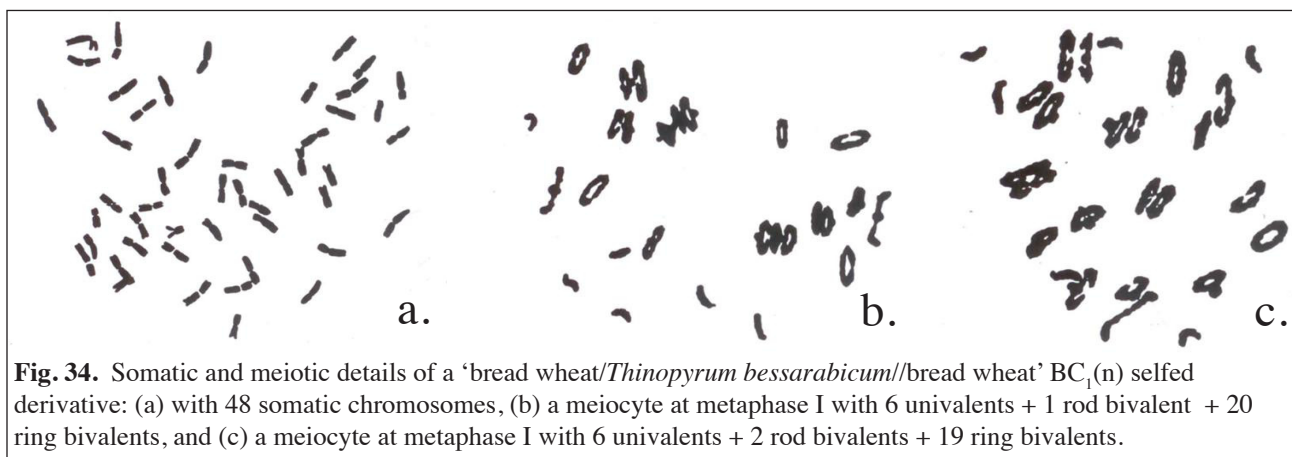 a.
b.
c.
Fig. 34. Somatic and meiotic details of a ‘bread wheat/Thinopyrum bessarabicum//bread wheat’ BC₁(n) selfed
derivative: (a) with 48 somatic chromosomes, (b) a meiocyte at metaphase I with 6 univalents + 1 rod bivalent + 20
ring bivalents, and (c) a meiocyte at metaphase I with 6 univalents + 2 rod bivalents + 19 ring bivalents.